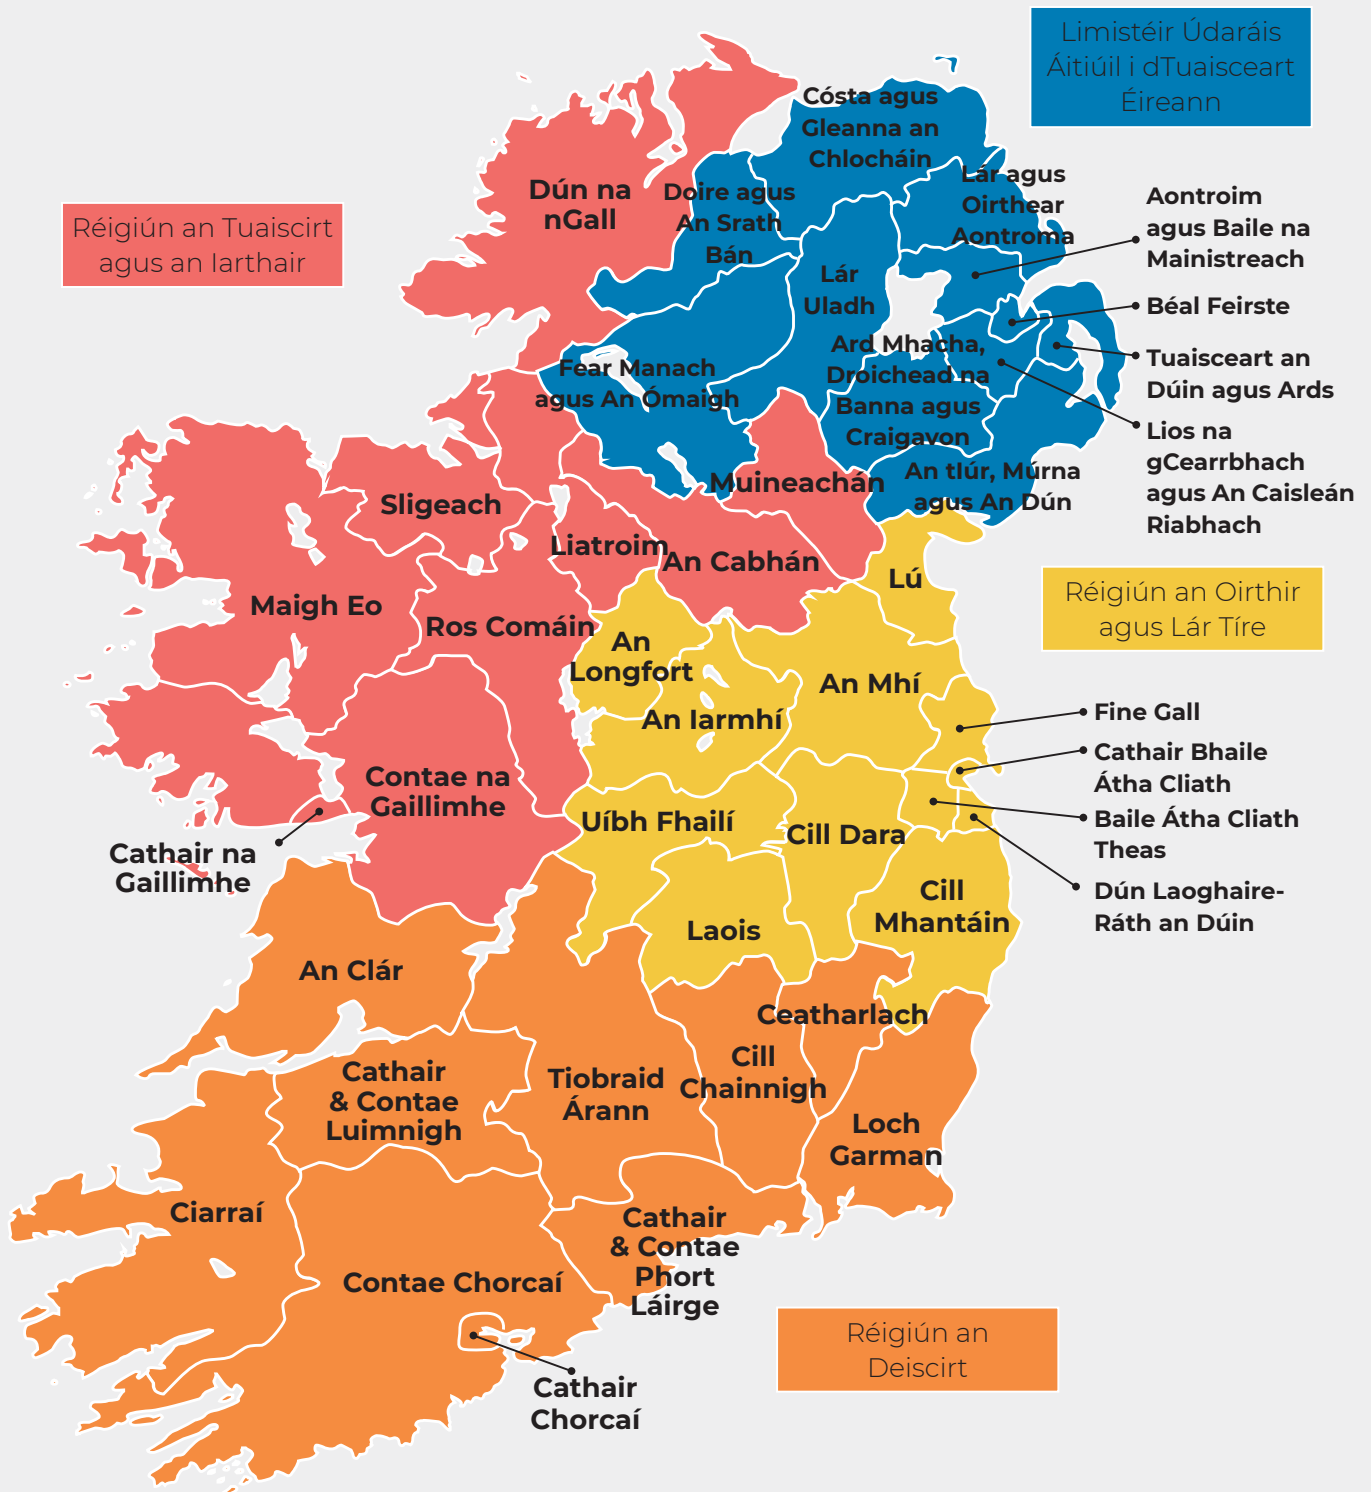 Limistéir Údaráis
Áitiúil i dTuaisceart
Éireann
Cósta agus
Gleanna an
Chlocháin
Réigiún an Tuaiscirt
agus an Iarthair
Dún na
nGall
Doire agus
An Srath
Bán
Lár agus
Oirthear
Aontroma
Aontroim
agus Baile na
Mainistreach
Lár
Uladh
Béal Feirste
Ard Mhacha,
Droichead na
Banna agus
Craigavon
Tuaisceart an
Dúin agus Ards
Fear Manach
agus An Ómaigh
Lios na
gCearrbhach
agus An Caisleán
Riabhach
Muineachán
An tIúr, Múrna
agus An Dún
Sligeach
Liatroim
An Cabhán
Lú
Réigiún an Oirthir
agus Lár Tíre
Maigh Eo
Ros Comáin
An
Longfort
An Mhí
An Iarmhí
Fine Gall
Cathair Bhaile
Átha Cliath
Baile Átha Cliath
Theas
Dún Laoghaire-
Ráth an Dúin
Contae na
Gaillimhe
Cathair na
Gaillimhe
Uíbh Fhailí
Cill Dara
Cill
Mhantáin
Laois
An Clár
Ceatharlach
Cill
Chainnigh
Tiobraid
Árann
Cathair
& Contae
Luimnigh
Loch
Garman
Ciarraí
Cathair
& Contae
Phort
Láirge
Contae Chorcaí
Cathair
Chorcaí
Réigiún an
Deiscirt